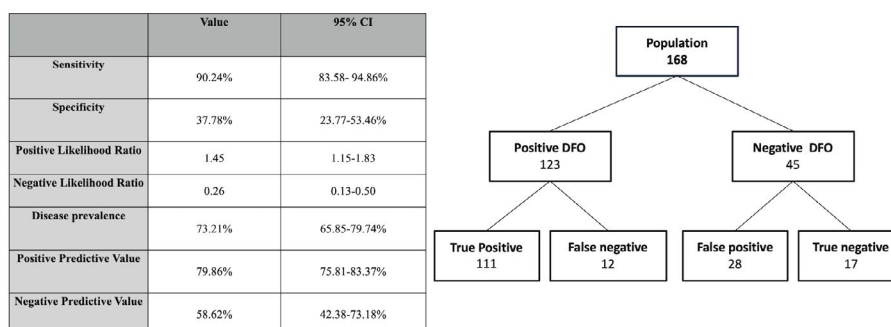 Value 95% CI
Sensitivity 90.24% 83.58- 94.86%
Specificity 37.78% 23.77-53.46%
Positive Likelihood Ratio 1.45 1.15-1.83
Negative Likelihood Ratio 0.26 0.13-0.50
Disease prevalence 73.21% 65.85-79.74%
Positive Predictive Value 79.86% 75.81-83.37%
Negative Predictive Value 58.62% 42.38-73.18%
Population
168
Positive DFO
123
Negative DFO
45
True Positive
111
False negative
12
False positive
28
True negative
17